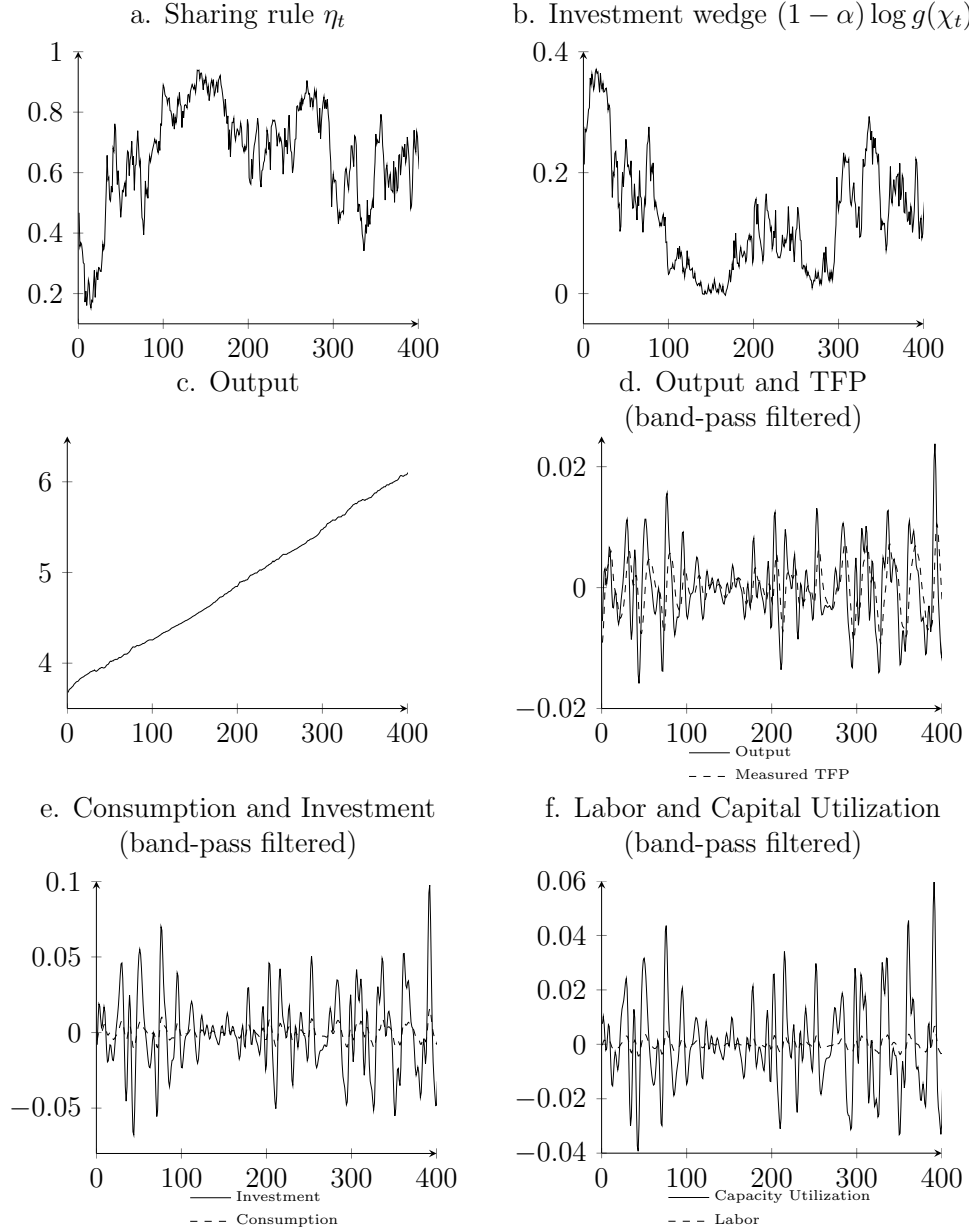 a. Sharing rule ηt
1
0.8
0.6
0.4
0.2
0 100 200 300 400
b. Investment wedge (1 − α) log g(χt)
0.4
0.2
0
0 100 200 300 400
c. Output
6
5
4
0 100 200 300 400
d. Output and TFP
(band-pass filtered)
0.02
0
−0.02
0 100 200 300 400
Output
Measured TFP
e. Consumption and Investment
(band-pass filtered)
0.1
0.05
0
−0.05
0 100 200 300 400
Investment
Consumption
f. Labor and Capital Utilization
(band-pass filtered)
0.06
0.04
0.02
0
−0.02
−0.04
0 100 200 300 400
Capacity Utilization
Labor